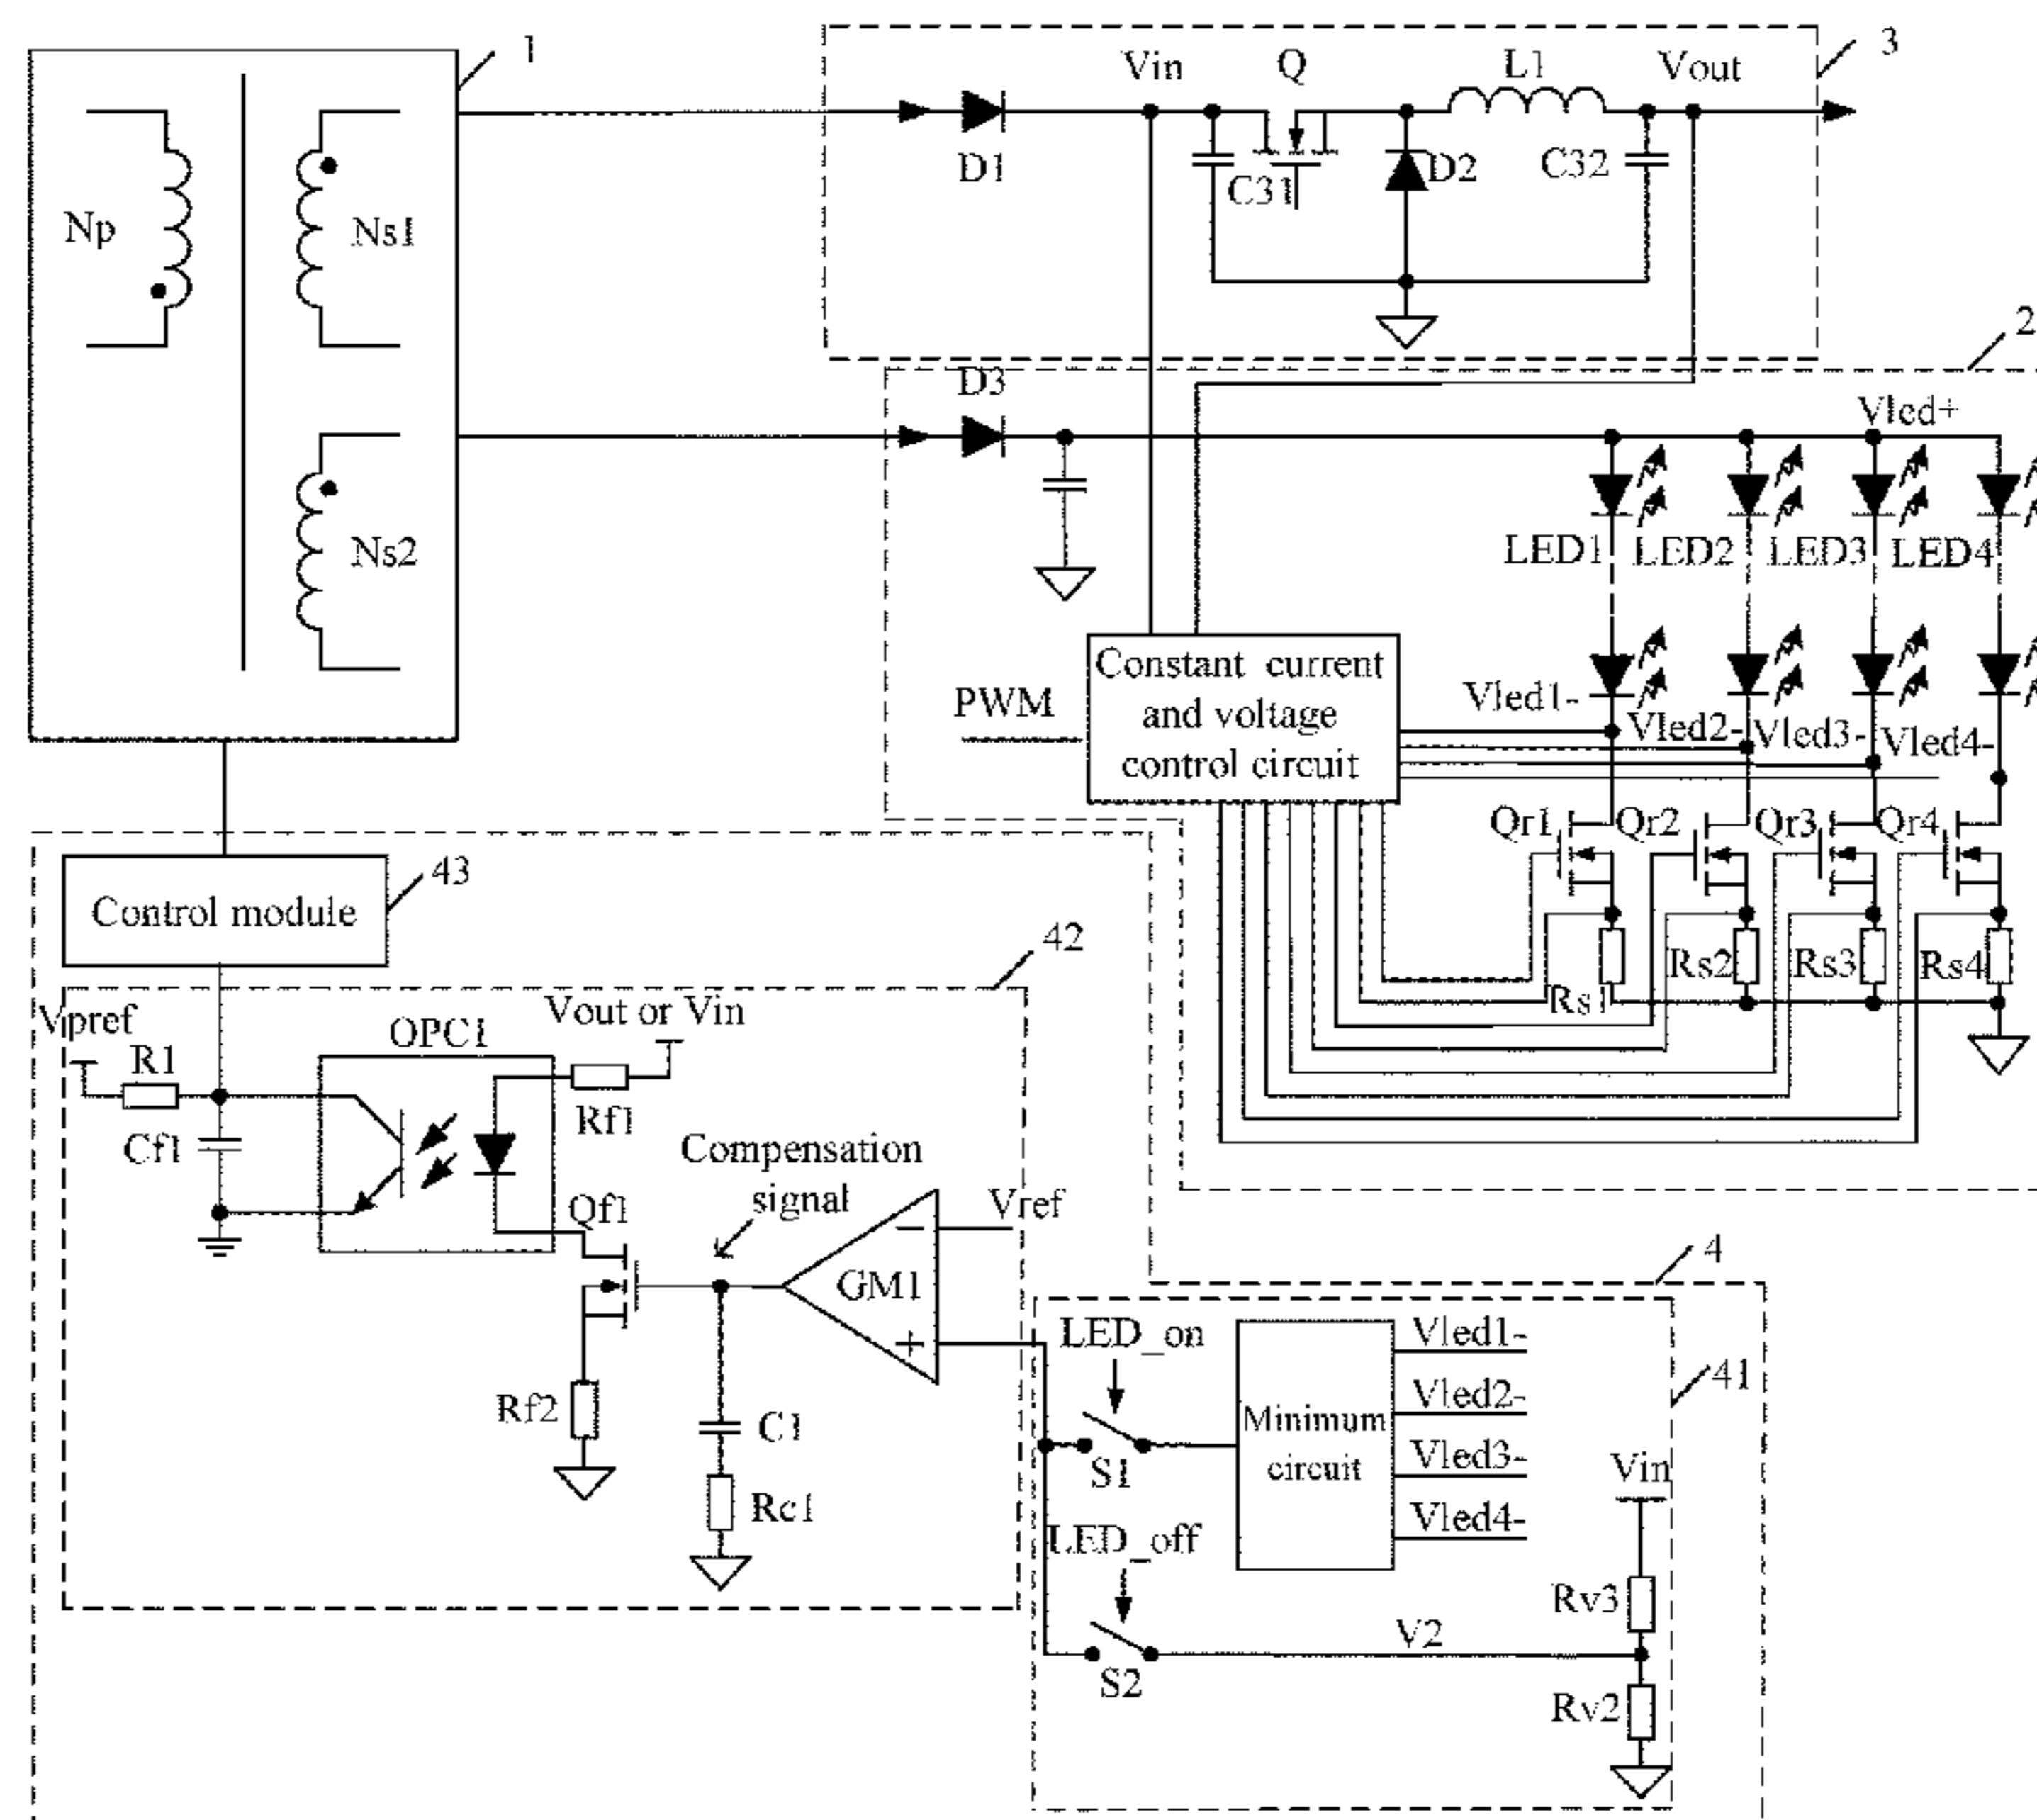 1
3
Vin
Q
L1
Vout
D1
C31
D2
C32
Np
Ns1
2
D3
Vled+
Ns2
LED1
LED2
LED3
LED4
Constant current
and voltage
control circuit
PWM
Vled1-
Vled2-
Vled3-
Vled4-
Qr1
Qr2
Qr3
Qr4
Control module
43
42
Rs1
Rs2
Rs3
Rs4
Vpref
OPC1
Vout or Vin
R1
Rf1
Cf1
Compensation
signal
Qf1
Vref
−
GM1
+
4
LED_on
Vled1-
41
Vled2-
Minimum
circuit
Vled3-
Vled4-
Rf2
C1
S1
Vin
Rc1
LED_off
Rv3
V2
S2
Rv2